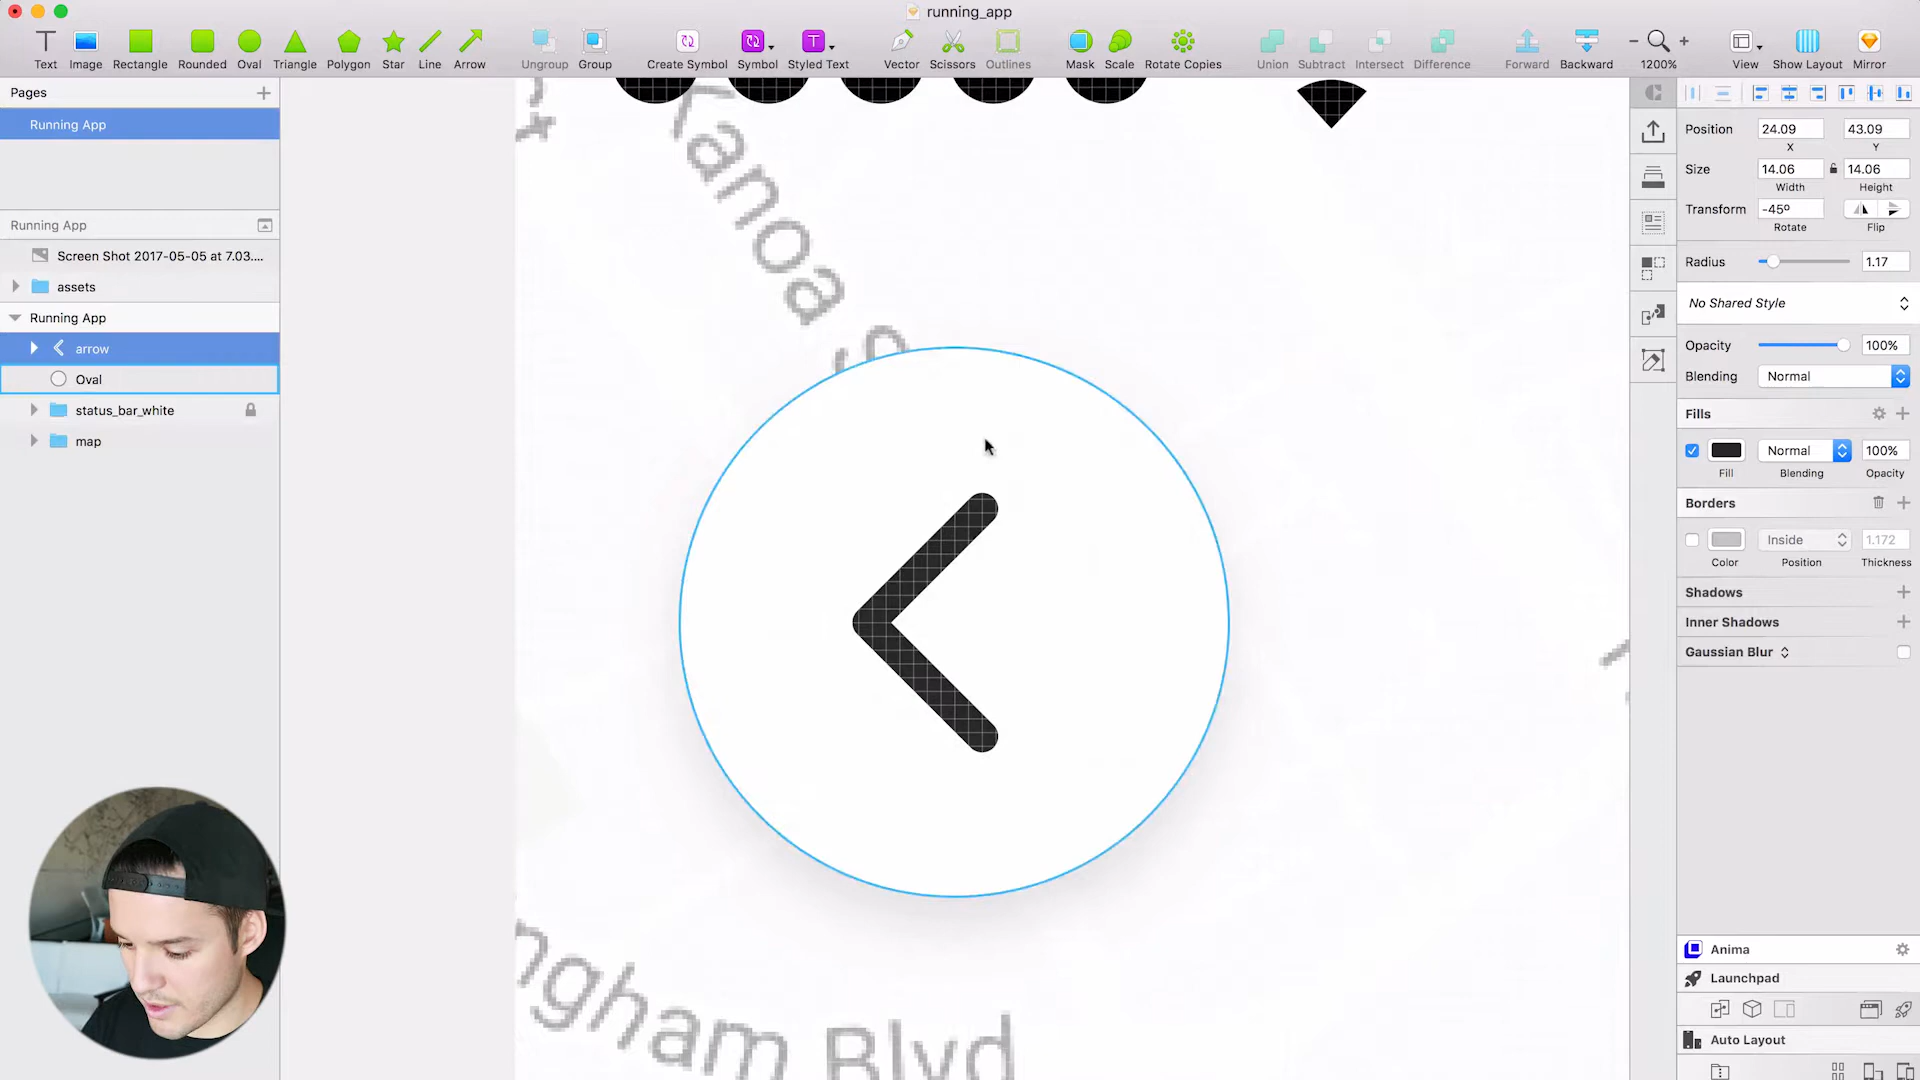 running_app
Text Image Rectangle Rounded Oval Triangle Polygon Star Line Arrow Ungroup Group Create Symbol Symbol Styled Text Vector Scissors Outlines Mask Scale Rotate Copies Union Subtract Intersect Difference Forward Backward 1200% View Show Layout Mirror
Pages
Running App
Running App
Screen Shot 2017-05-05 at 7.03....
assets
Running App
arrow
Oval
status_bar_white
map
Kanoa S
ngham Blvd
Position 24.09 43.09
X Y
Size 14.06 14.06
Width Height
Transform -45º
Rotate Flip
Radius 1.17
No Shared Style
Opacity 100%
Blending Normal
Fills
Normal 100%
Fill Blending Opacity
Borders
Inside 1.172
Color Position Thickness
Shadows
Inner Shadows
Gaussian Blur
Anima
Launchpad
Auto Layout